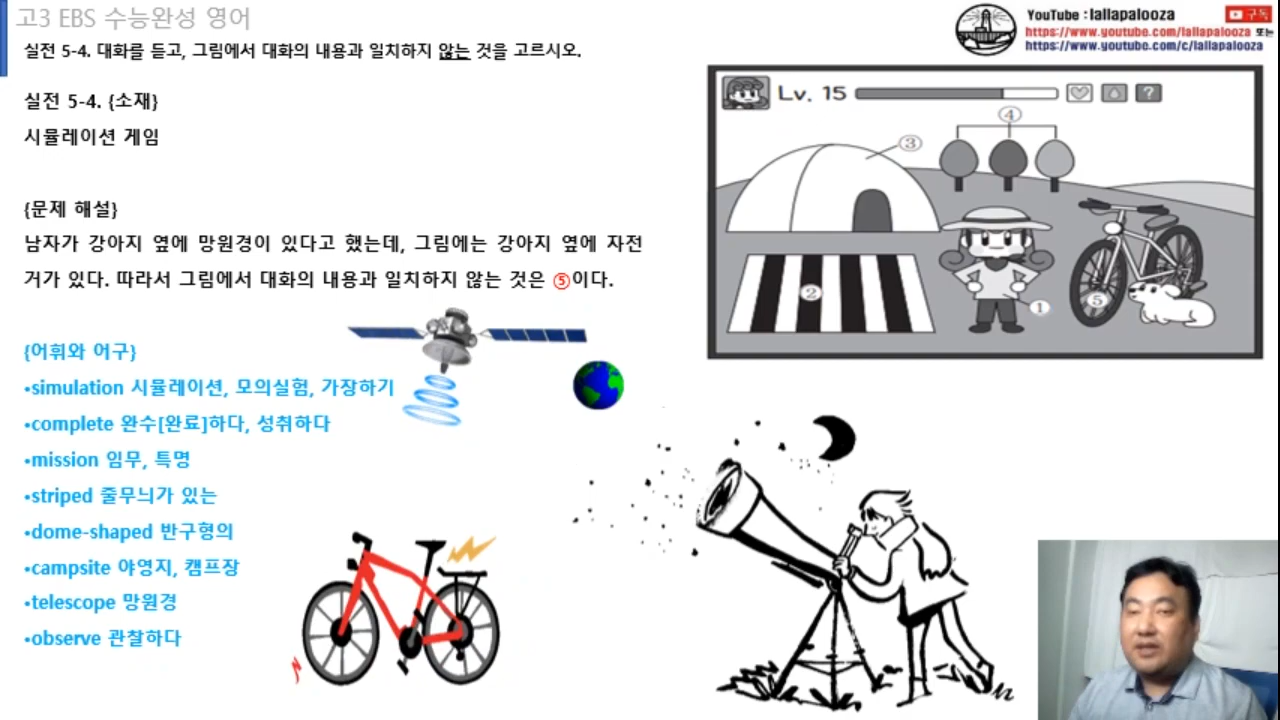 고3 EBS 수능완성 영어
YouTube : lallapalooza
구독
https://www.youtube.com/lallapalooza 또는
https://www.youtube.com/c/lallapalooza
실전 5-4. 대화를 듣고, 그림에서 대화의 내용과 일치하지 않는 것을 고르시오.
실전 5-4. {소재}
시뮬레이션 게임
{문제 해설}
남자가 강아지 옆에 망원경이 있다고 했는데, 그림에는 강아지 옆에 자전
거가 있다. 따라서 그림에서 대화의 내용과 일치하지 않는 것은 ⑤이다.
{어휘와 어구}
•simulation 시뮬레이션, 모의실험, 가장하기
•complete 완수[완료]하다, 성취하다
•mission 임무, 특명
•striped 줄무늬가 있는
•dome-shaped 반구형의
•campsite 야영지, 캠프장
•telescope 망원경
•observe 관찰하다
Lv. 15
?
④
③
②
①
⑤